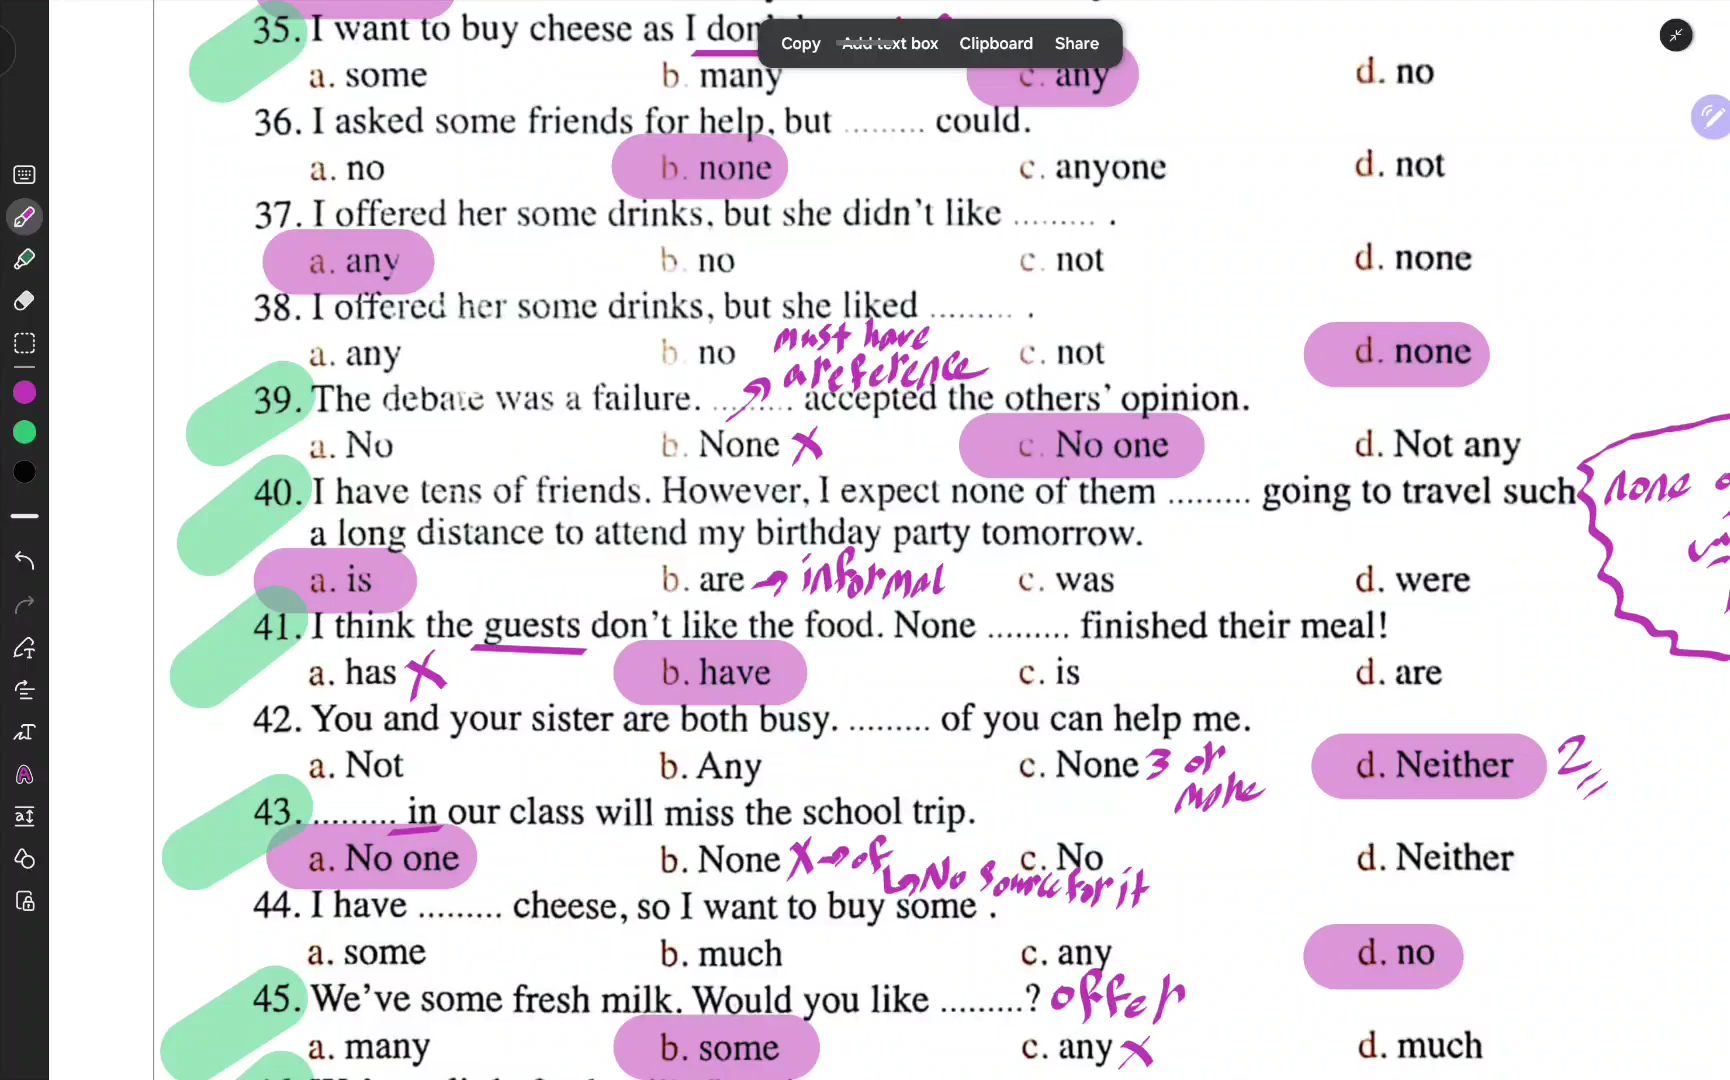 35. I want to buy cheese as I don'
Copy Add text box Clipboard Share
a. some b. many c. any d. no
36. I asked some friends for help, but ......... could.
a. no b. none c. anyone d. not
37. I offered her some drinks, but she didn't like ......... .
a. any b. no c. not d. none
38. I offered her some drinks, but she liked ......... .
must have
a. any b. no c. not d. none
a reference
39. The debate was a failure. ......... accepted the others' opinion.
a. No b. None X c. No one d. Not any
40. I have tens of friends. However, I expect none of them ......... going to travel such
none
a long distance to attend my birthday party tomorrow.
a. is b. are → informal c. was d. were
41. I think the guests don't like the food. None ......... finished their meal!
a. has X b. have c. is d. are
42. You and your sister are both busy. ......... of you can help me.
a. Not b. Any c. None 3 or more d. Neither 2
43. ......... in our class will miss the school trip.
a. No one b. None X → of c. No d. Neither
↳ No source for it
44. I have ......... cheese, so I want to buy some .
a. some b. much c. any d. no
45. We've some fresh milk. Would you like .........? offer
a. many b. some c. any X d. much